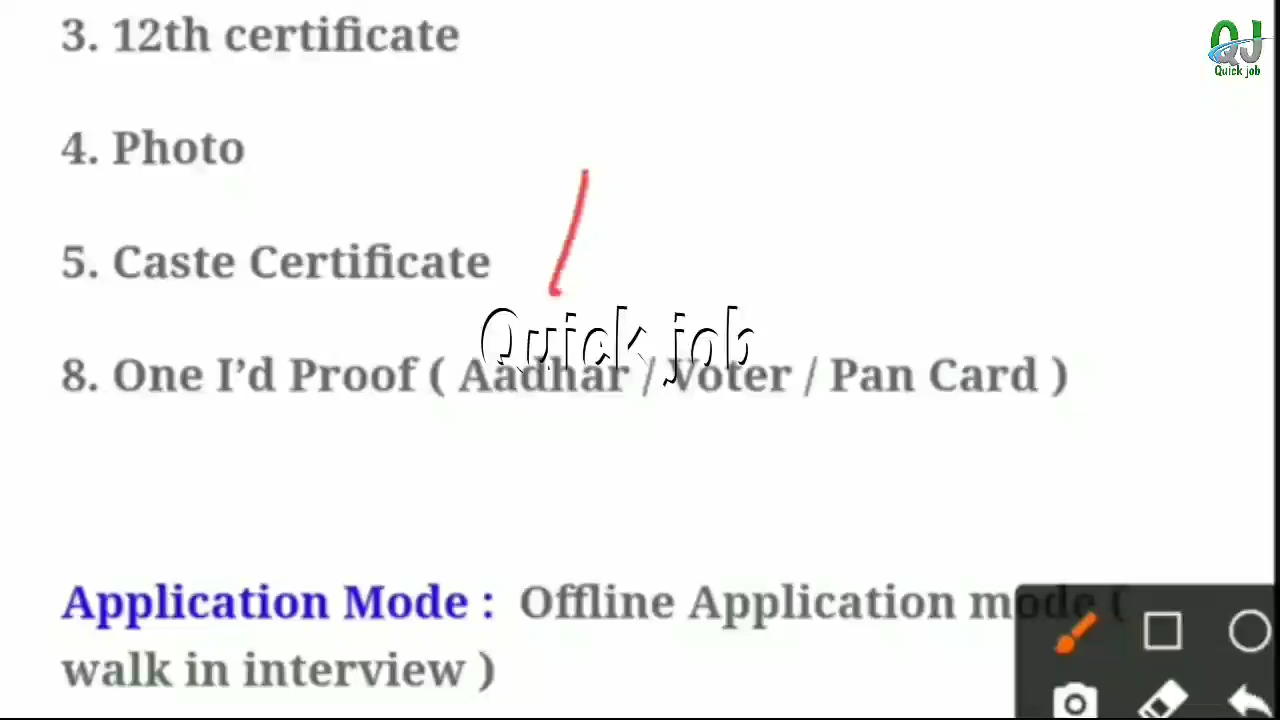 3. 12th certificate
QJ
Quick job
4. Photo
5. Caste Certificate
Quick job
8. One I’d Proof ( Aadhar / Voter / Pan Card )
Application Mode : Offline Application mode (
walk in interview )